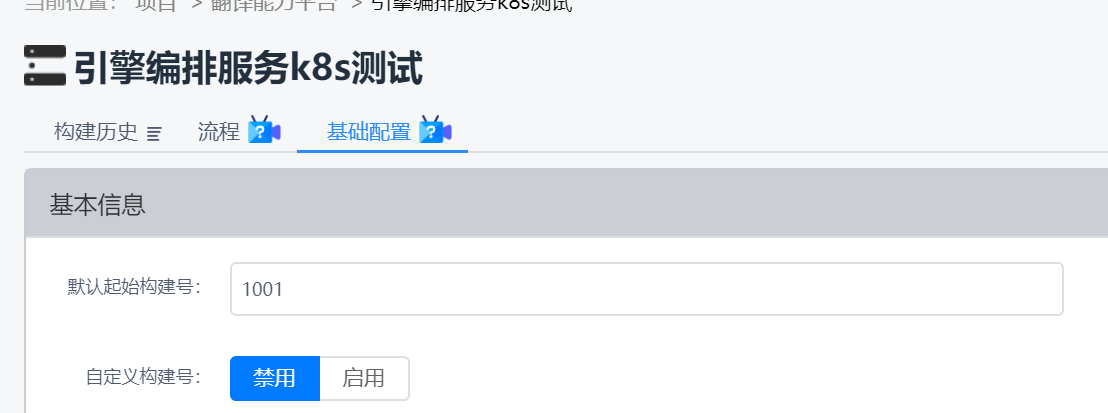 当前位置： 项目 > 翻译能力平台 > 引擎编排服务k8s测试
引擎编排服务k8s测试
构建历史 流程 基础配置
基本信息
默认起始构建号： 1001
自定义构建号： 禁用 启用